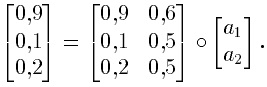 [0,9 0,1 0,2] = [0,9 0,6 0,1 0,5 0,2 0,5] ∘ [a₁ a₂].